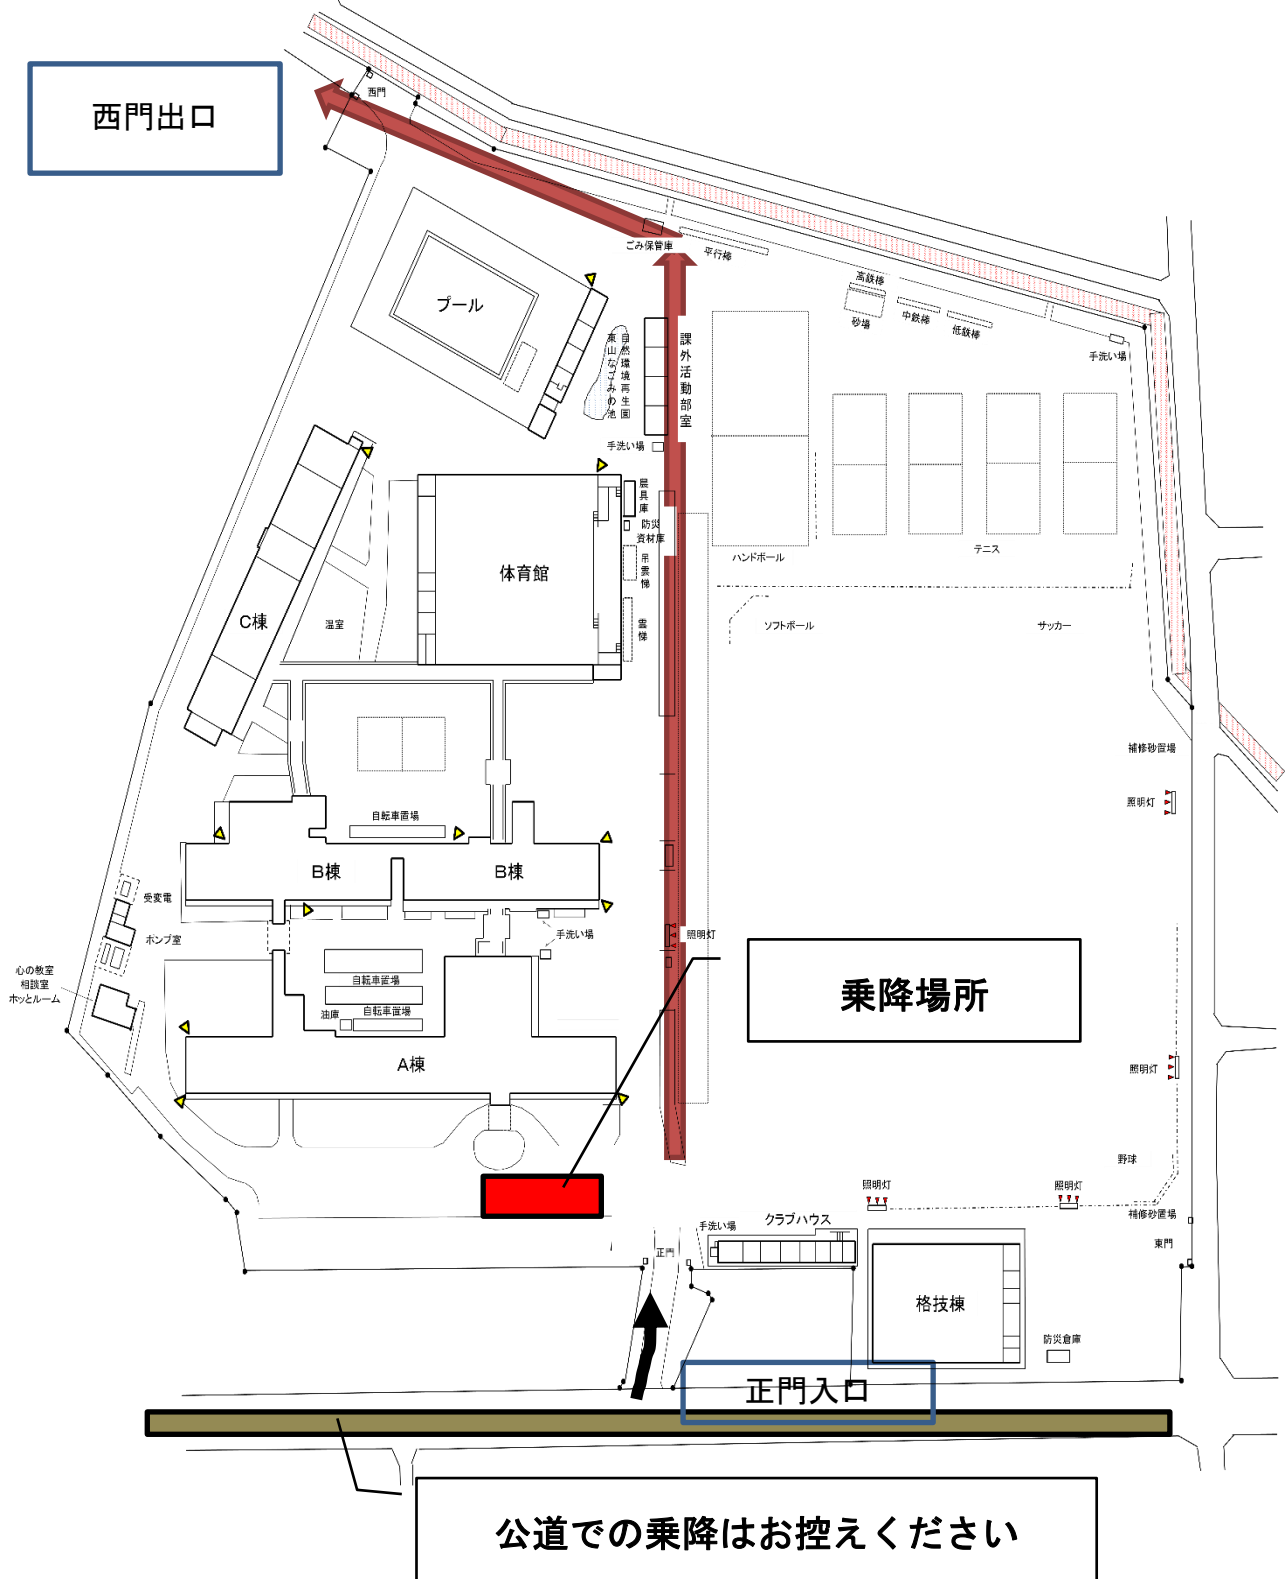 西門出口
西門
ごみ保管庫
平行棒
高鉄棒
砂場
中鉄棒
低鉄棒
手洗い場
プール
自然環境再生園
東山なごみの池
課外活動部室
手洗い場
農具庫
防災
資材庫
吊雲梯
雲梯
体育館
ハンドボール
テニス
C棟
温室
ソフトボール
サッカー
補修砂置場
照明灯
自転車置場
B棟
B棟
受変電
ポンプ室
手洗い場
照明灯
心の教室
相談室
ホッとルーム
自転車置場
自転車置場
油庫
乗降場所
A棟
照明灯
野球
照明灯
照明灯
補修砂置場
手洗い場
クラブハウス
正門
東門
格技棟
防災倉庫
正門入口
公道での乗降はお控えください